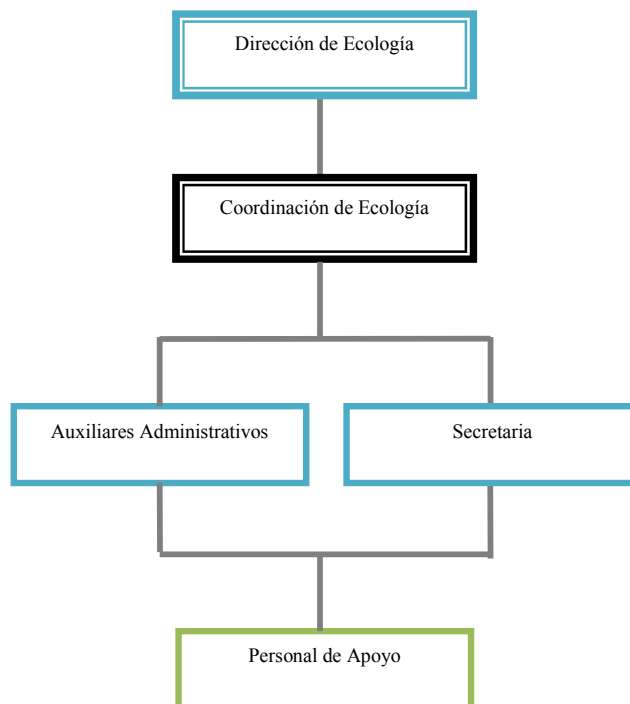 Dirección de Ecología
Coordinación de Ecología
Auxiliares Administrativos
Secretaria
Personal de Apoyo